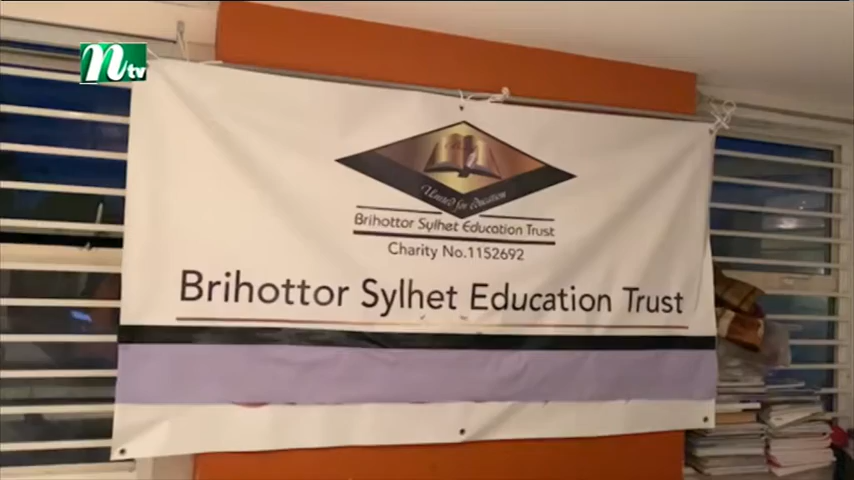 ntv
United for education
Brihottor Sylhet Education Trust
Charity No.1152692
Brihottor Sylhet Education Trust